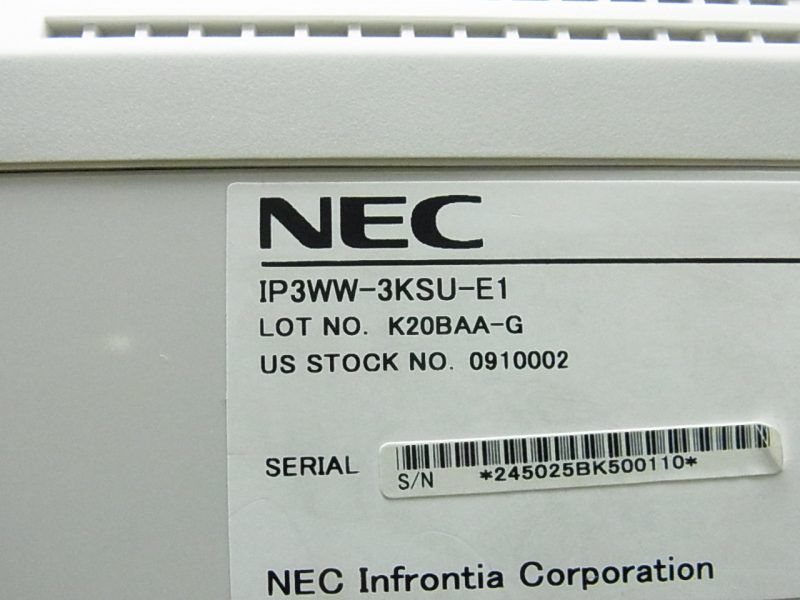 NEC
IP3WW-3KSU-E1
LOT NO. K20BAA-G
US STOCK NO. 0910002
SERIAL
S/N *245025BK500110*
NEC Infrontia Corporation